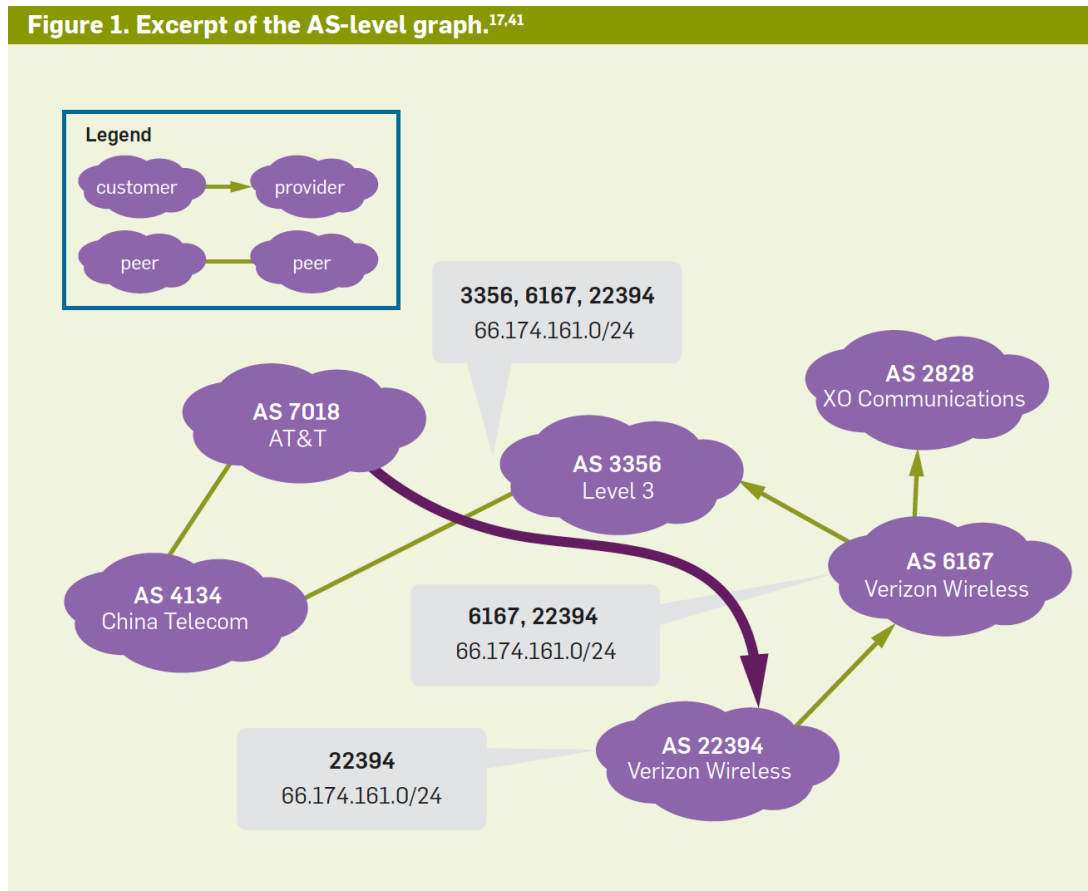 Figure 1. Excerpt of the AS-level graph.17,41
Legend
customer
provider
peer
peer
3356, 6167, 22394
66.174.161.0/24
AS 2828
XO Communications
AS 7018
AT&T
AS 3356
Level 3
AS 6167
Verizon Wireless
AS 4134
China Telecom
6167, 22394
66.174.161.0/24
AS 22394
Verizon Wireless
22394
66.174.161.0/24